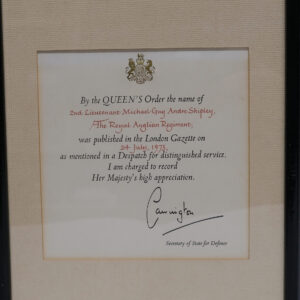 By the QUEEN'S Order the name of
2nd Lieutenant Michael Guy Andre Shipley,
The Royal Anglian Regiment,
was published in the London Gazette on
24 July, 1973,
as mentioned in a Despatch for distinguished service.
I am charged to record
Her Majesty's high appreciation.
Carrington
Secretary of State for Defence